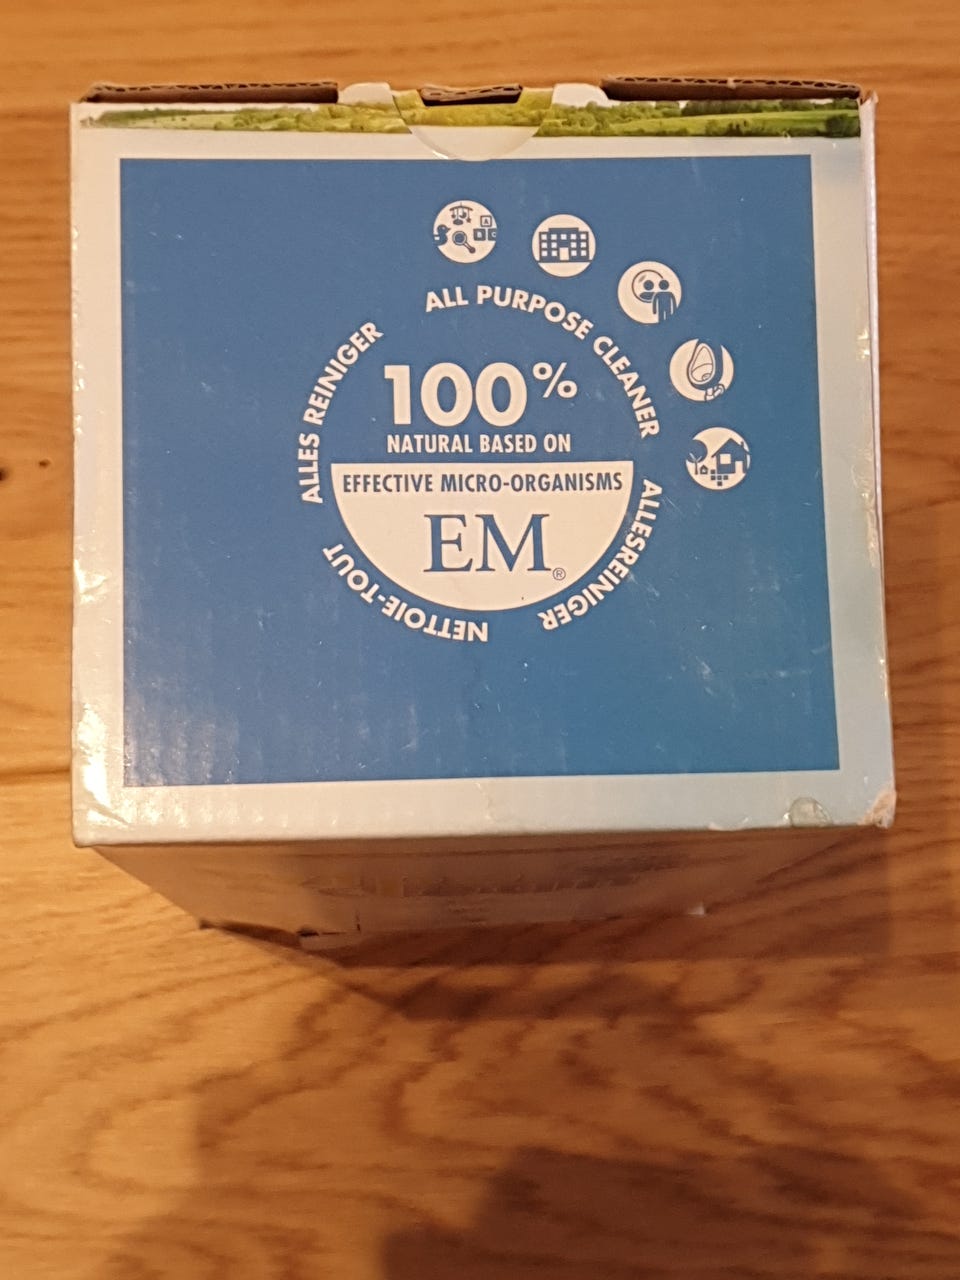 ALL PURPOSE CLEANER
ALLES REINIGER
100%
NATURAL BASED ON
EFFECTIVE MICRO-ORGANISMS
EM®
ALLESREINIGER
NETTOIE-TOUT
A
B C